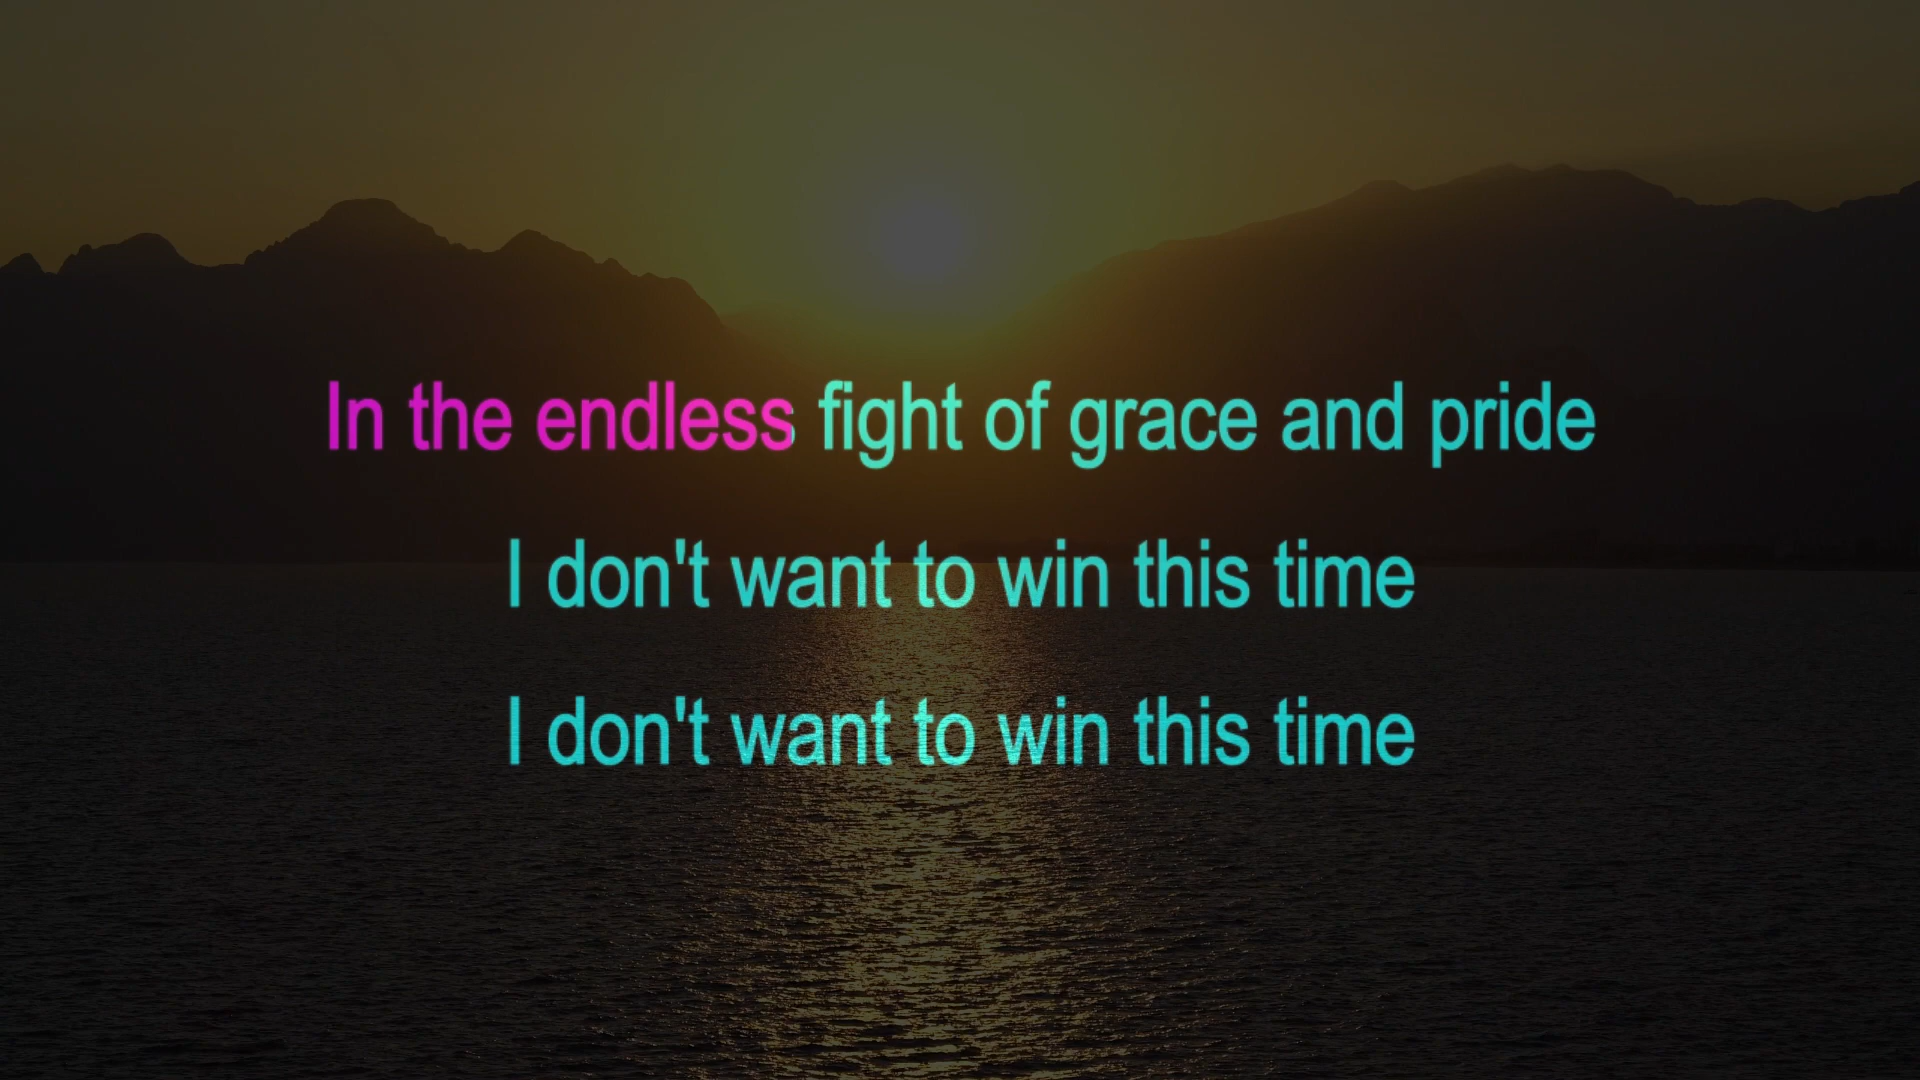 In the endless fight of grace and pride
I don't want to win this time
I don't want to win this time